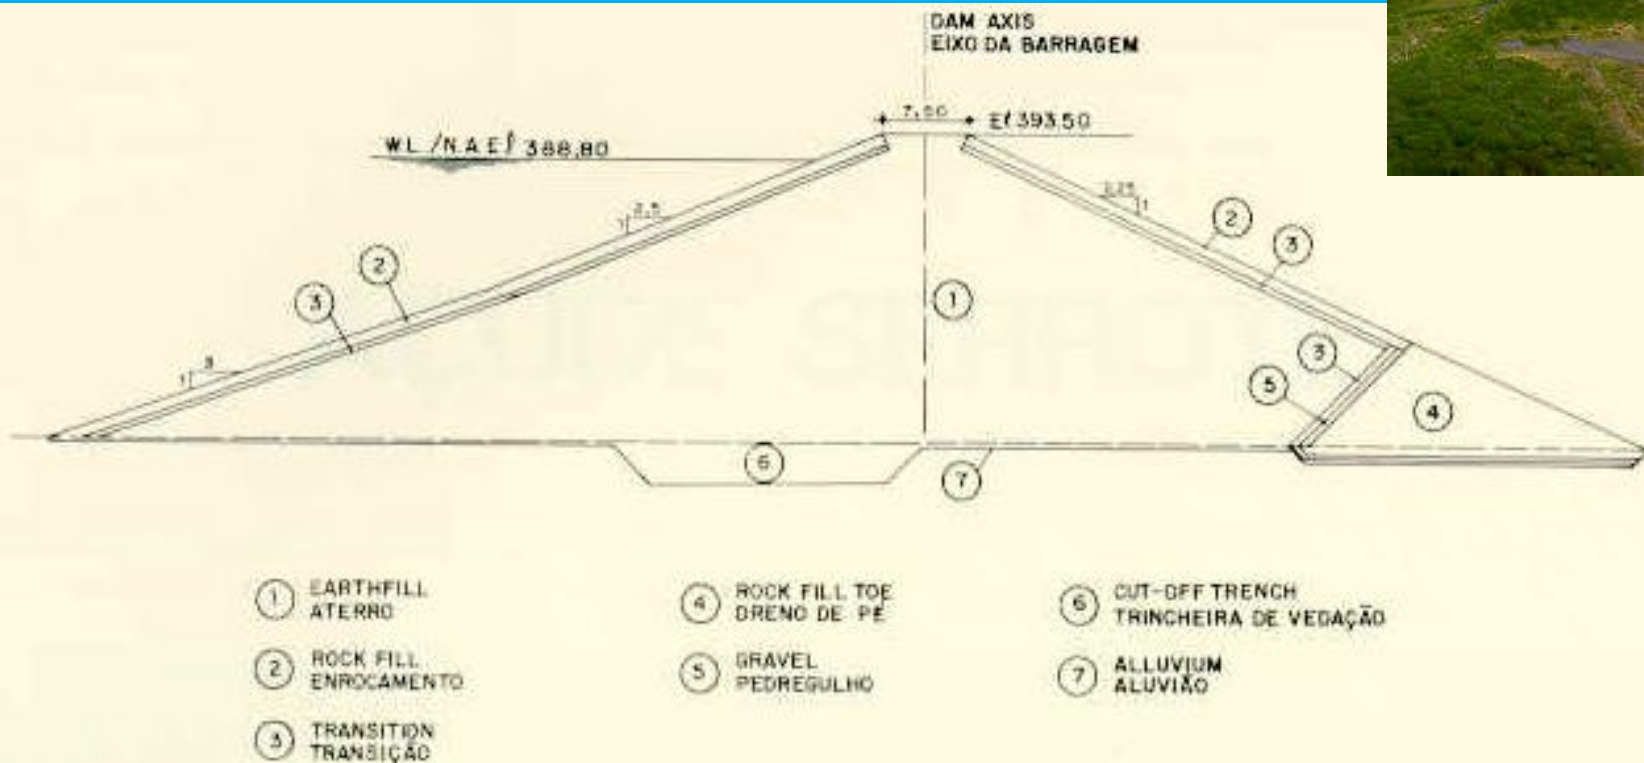 DAM AXIS
EIXO DA BARRAGEM
7,50
Eℓ 393.50
WL /N.A Eℓ 388,80
2,5
1
2,25
1
2
3
2
3
1
3
1
3
5
4
6
7
1 EARTHFILL
ATERRO
2 ROCK FILL
ENROCAMENTO
3 TRANSITION
TRANSIÇÃO
4 ROCK FILL TOE
DRENO DE PÉ
5 GRAVEL
PEDREGULHO
6 CUT-OFF TRENCH
TRINCHEIRA DE VEDAÇÃO
7 ALLUVIUM
ALUVIÃO